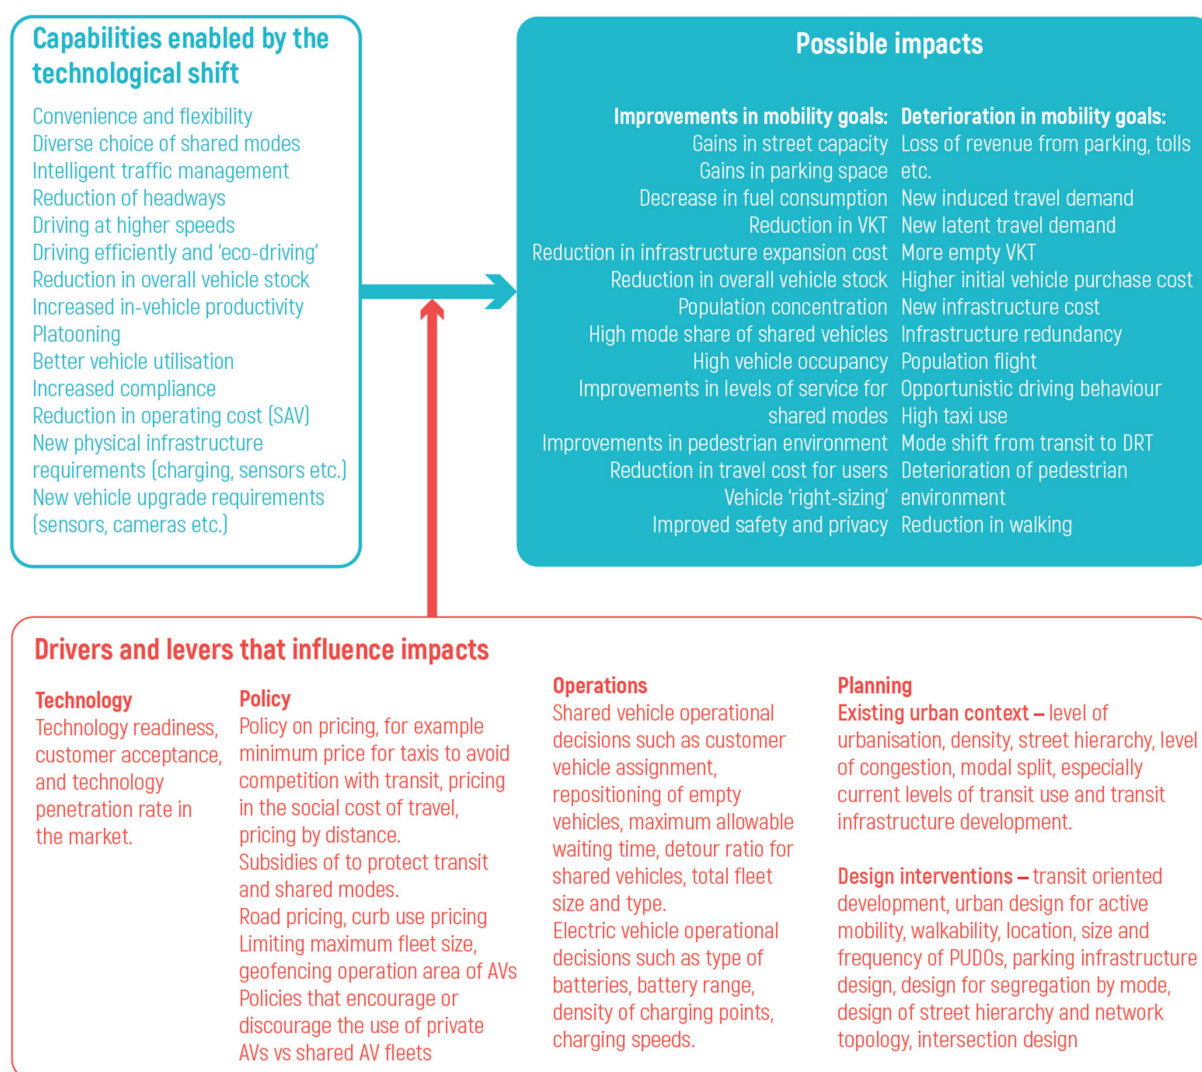 Capabilities enabled by the
technological shift
Convenience and flexibility
Diverse choice of shared modes
Intelligent traffic management
Reduction of headways
Driving at higher speeds
Driving efficiently and ‘eco-driving’
Reduction in overall vehicle stock
Increased in-vehicle productivity
Platooning
Better vehicle utilisation
Increased compliance
Reduction in operating cost (SAV)
New physical infrastructure
requirements (charging, sensors etc.)
New vehicle upgrade requirements
(sensors, cameras etc.)
Possible impacts
Improvements in mobility goals:
Gains in street capacity
Gains in parking space
Decrease in fuel consumption
Reduction in VKT
Reduction in infrastructure expansion cost
Reduction in overall vehicle stock
Population concentration
High mode share of shared vehicles
High vehicle occupancy
Improvements in levels of service for
shared modes
Improvements in pedestrian environment
Reduction in travel cost for users
Vehicle ‘right-sizing’
Improved safety and privacy
Deterioration in mobility goals:
Loss of revenue from parking, tolls
etc.
New induced travel demand
New latent travel demand
More empty VKT
Higher initial vehicle purchase cost
New infrastructure cost
Infrastructure redundancy
Population flight
Opportunistic driving behaviour
High taxi use
Mode shift from transit to DRT
Deterioration of pedestrian
environment
Reduction in walking
Drivers and levers that influence impacts
Technology
Technology readiness,
customer acceptance,
and technology
penetration rate in
the market.
Policy
Policy on pricing, for example
minimum price for taxis to avoid
competition with transit, pricing
in the social cost of travel,
pricing by distance.
Subsidies of to protect transit
and shared modes.
Road pricing, curb use pricing
Limiting maximum fleet size,
geofencing operation area of AVs
Policies that encourage or
discourage the use of private
AVs vs shared AV fleets
Operations
Shared vehicle operational
decisions such as customer
vehicle assignment,
repositioning of empty
vehicles, maximum allowable
waiting time, detour ratio for
shared vehicles, total fleet
size and type.
Electric vehicle operational
decisions such as type of
batteries, battery range,
density of charging points,
charging speeds.
Planning
Existing urban context – level of
urbanisation, density, street hierarchy, level
of congestion, modal split, especially
current levels of transit use and transit
infrastructure development.
Design interventions – transit oriented
development, urban design for active
mobility, walkability, location, size and
frequency of PUDOs, parking infrastructure
design, design for segregation by mode,
design of street hierarchy and network
topology, intersection design